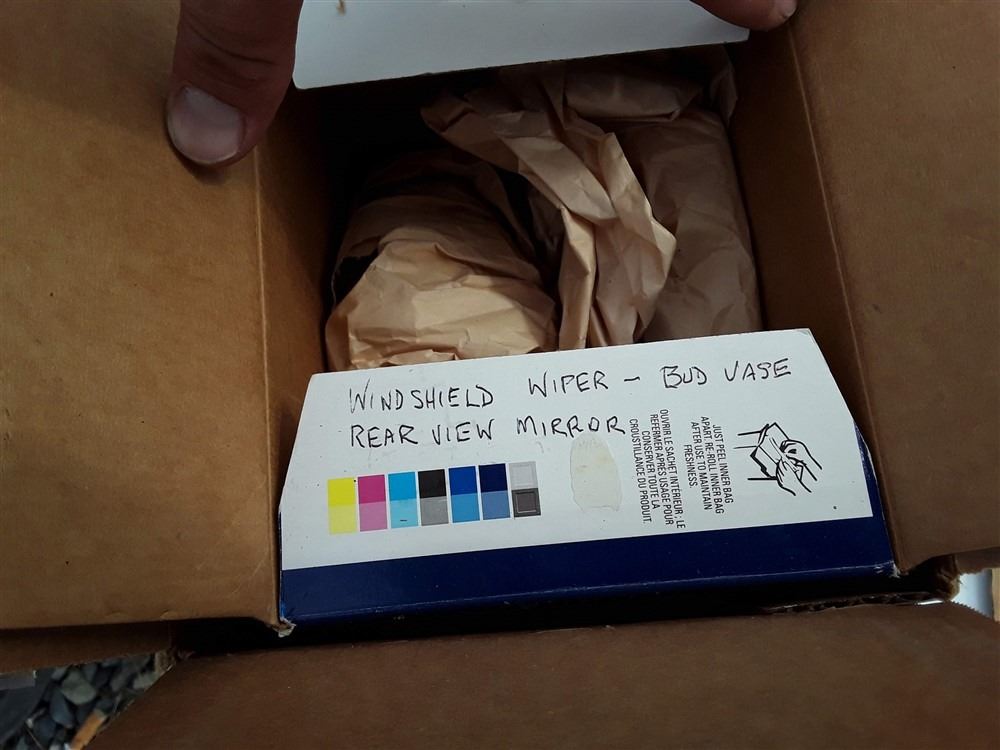 WINDSHIELD WIPER - BUD VASE
REAR VIEW MIRROR
JUST PEEL INNER BAG
APART. RE-ROLL INNER BAG
AFTER USE TO MAINTAIN
FRESHNESS.
OUVRIR LE SACHET INTÉRIEUR; LE
REFERMER APRÈS USAGE POUR
CONSERVER TOUTE LA
CROUSTILLANCE DU PRODUIT.